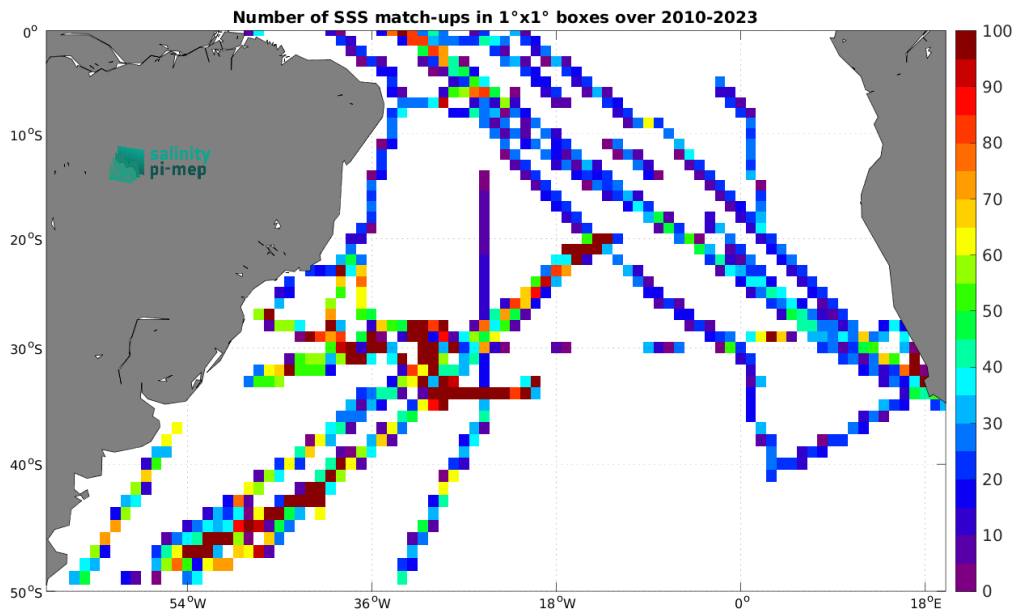 Number of SSS match-ups in 1°x1° boxes over 2010-2023
0°
10°S
20°S
30°S
40°S
50°S
54°W
36°W
18°W
0°
18°E
salinity
pi-mep
100
90
80
70
60
50
40
30
20
10
0